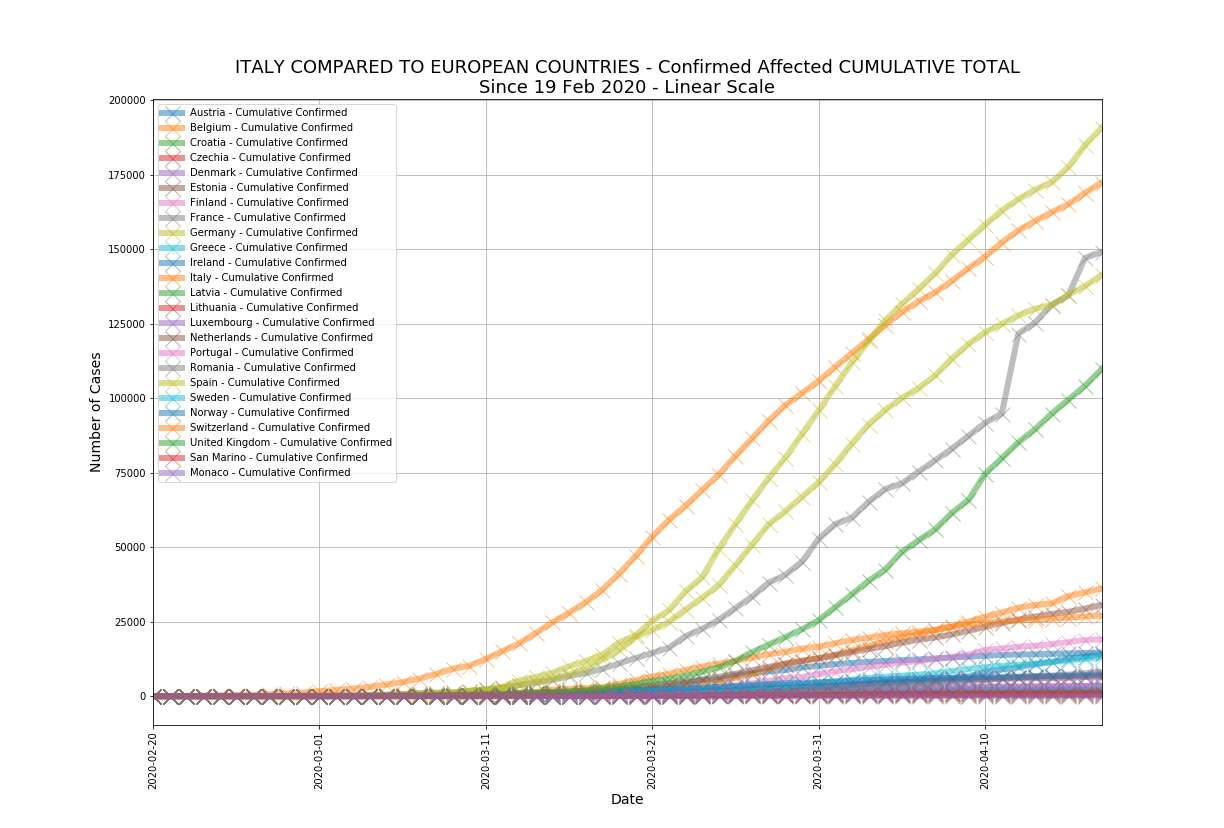 ITALY COMPARED TO EUROPEAN COUNTRIES - Confirmed Affected CUMULATIVE TOTAL
Since 19 Feb 2020 - Linear Scale
Number of Cases
200000
175000
150000
125000
100000
75000
50000
25000
0
Austria - Cumulative Confirmed
Belgium - Cumulative Confirmed
Croatia - Cumulative Confirmed
Czechia - Cumulative Confirmed
Denmark - Cumulative Confirmed
Estonia - Cumulative Confirmed
Finland - Cumulative Confirmed
France - Cumulative Confirmed
Germany - Cumulative Confirmed
Greece - Cumulative Confirmed
Ireland - Cumulative Confirmed
Italy - Cumulative Confirmed
Latvia - Cumulative Confirmed
Lithuania - Cumulative Confirmed
Luxembourg - Cumulative Confirmed
Netherlands - Cumulative Confirmed
Portugal - Cumulative Confirmed
Romania - Cumulative Confirmed
Spain - Cumulative Confirmed
Sweden - Cumulative Confirmed
Norway - Cumulative Confirmed
Switzerland - Cumulative Confirmed
United Kingdom - Cumulative Confirmed
San Marino - Cumulative Confirmed
Monaco - Cumulative Confirmed
2020-02-20
2020-03-01
2020-03-11
2020-03-21
2020-03-31
2020-04-10
Date